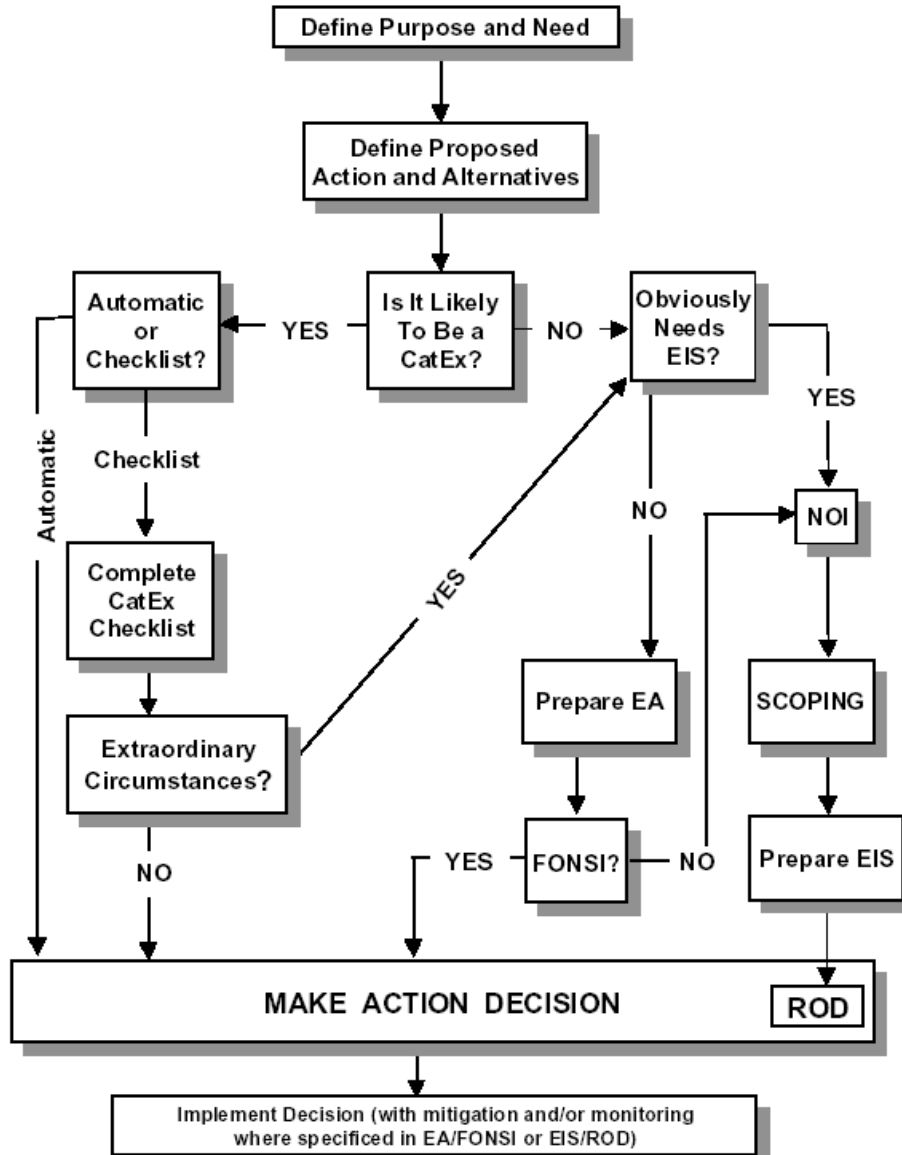 Define Purpose and Need
Define Proposed
Action and Alternatives
Automatic
or
Checklist?
YES
Is It Likely
To Be a
CatEx?
NO
Obviously
Needs
EIS?
YES
Automatic
Checklist
NO
NOI
Complete
CatEx
Checklist
YES
Prepare EA
SCOPING
Extraordinary
Circumstances?
NO
YES
FONSI?
NO
Prepare EIS
MAKE ACTION DECISION
ROD
Implement Decision (with mitigation and/or monitoring
where specificed in EA/FONSI or EIS/ROD)